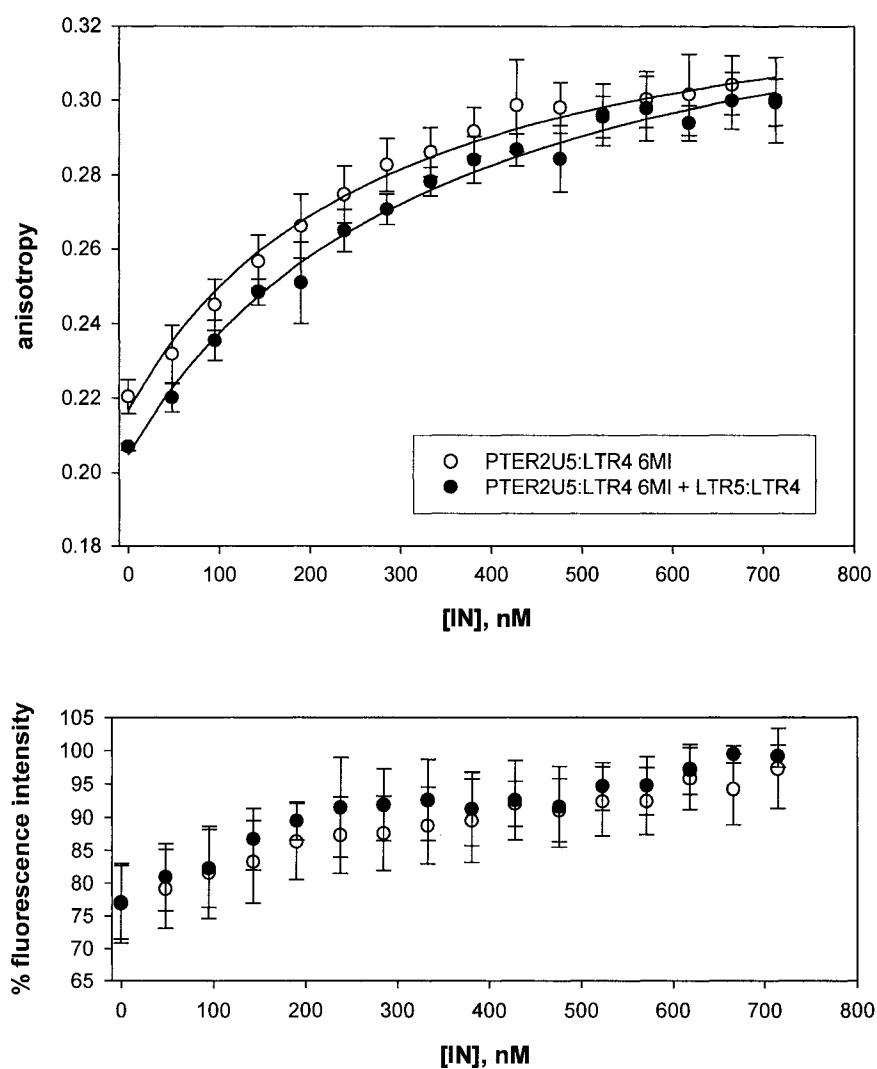 0.32
0.30
0.28
0.26
0.24
0.22
0.20
0.18
anisotropy
PTER2U5:LTR4 6MI
PTER2U5:LTR4 6MI + LTR5:LTR4
0 100 200 300 400 500 600 700 800
[IN], nM
105
100
95
90
85
80
75
70
65
% fluorescence intensity
0 100 200 300 400 500 600 700 800
[IN], nM